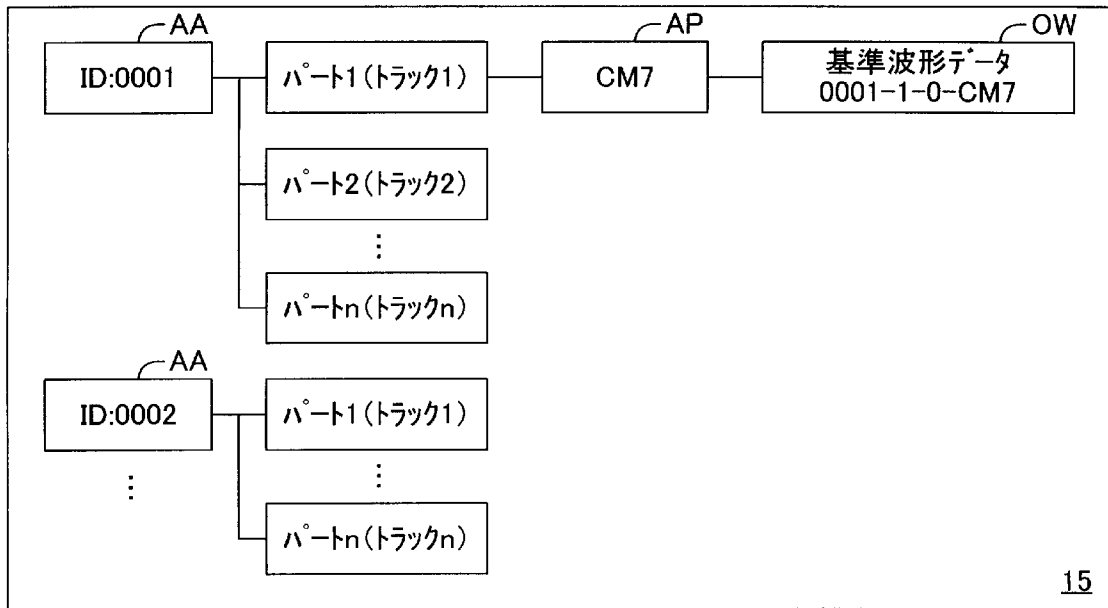 AA
AP
OW
ID:0001
パート1(トラック1)
CM7
基準波形データ
0001-1-0-CM7
パート2(トラック2)
⋮
パートn(トラックn)
AA
ID:0002
パート1(トラック1)
⋮
⋮
パートn(トラックn)
15